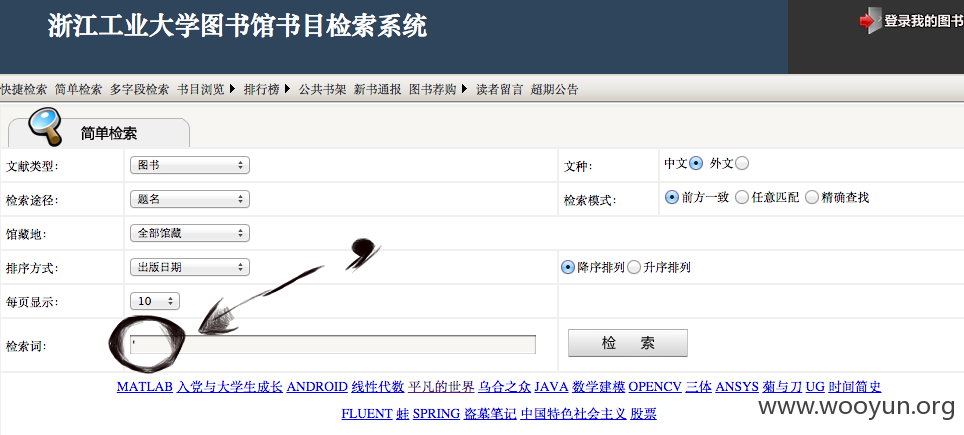 浙江工业大学图书馆书目检索系统
登录我的图书
快捷检索 简单检索 多字段检索 书目浏览 排行榜 公共书架 新书通报 图书荐购 读者留言 超期公告
简单检索
文献类型： 图书 文种： 中文 外文
检索途径： 题名 检索模式： 前方一致 任意匹配 精确查找
馆藏地： 全部馆藏
排序方式： 出版日期 降序排列 升序排列
每页显示： 10
检索词： ' 检 索
MATLAB 入党与大学生成长 ANDROID 线性代数 平凡的世界 乌合之众 JAVA 数学建模 OPENCV 三体 ANSYS 菊与刀 UG 时间简史
FLUENT 蛙 SPRING 盗墓笔记 中国特色社会主义 股票
www.wooyun.org